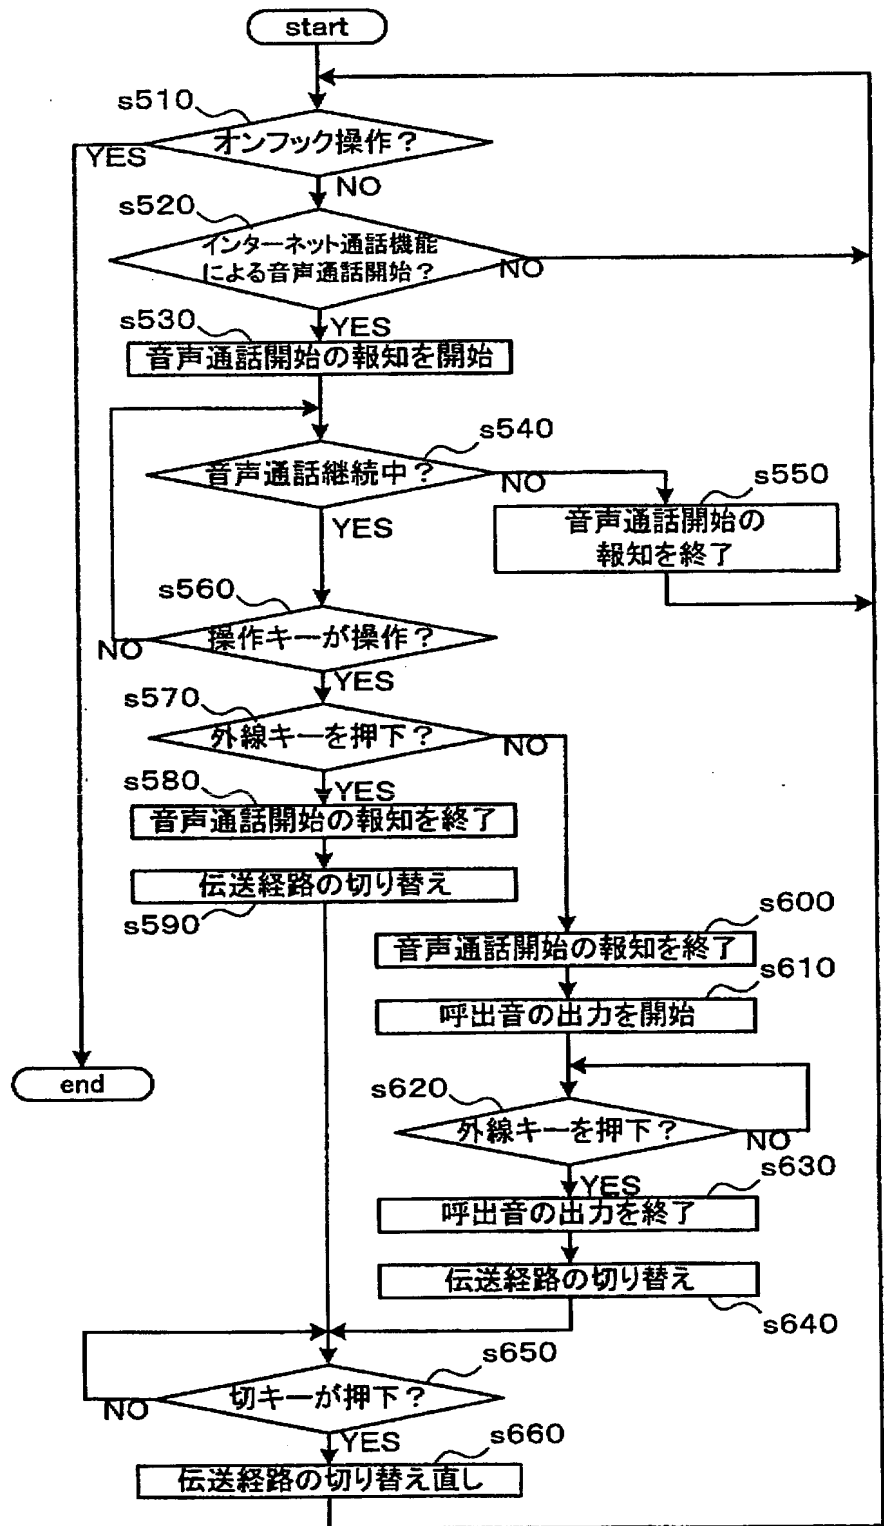 start
s510
オンフック操作？
YES
NO
s520
インターネット通話機能
による音声通話開始？
NO
YES
s530
音声通話開始の報知を開始
s540
音声通話継続中？
NO
YES
s550
音声通話開始の
報知を終了
s560
操作キーが操作？
NO
YES
s570
外線キーを押下？
NO
YES
s580
音声通話開始の報知を終了
伝送経路の切り替え
s590
s600
音声通話開始の報知を終了
s610
呼出音の出力を開始
end
s620
外線キーを押下？
NO
YES
s630
呼出音の出力を終了
伝送経路の切り替え
s640
s650
切キーが押下？
NO
YES
s660
伝送経路の切り替え直し